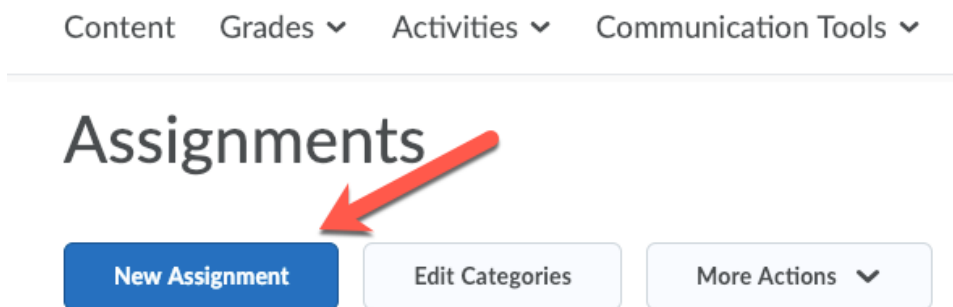 Content Grades Activities Communication Tools
Assignments
New Assignment Edit Categories More Actions